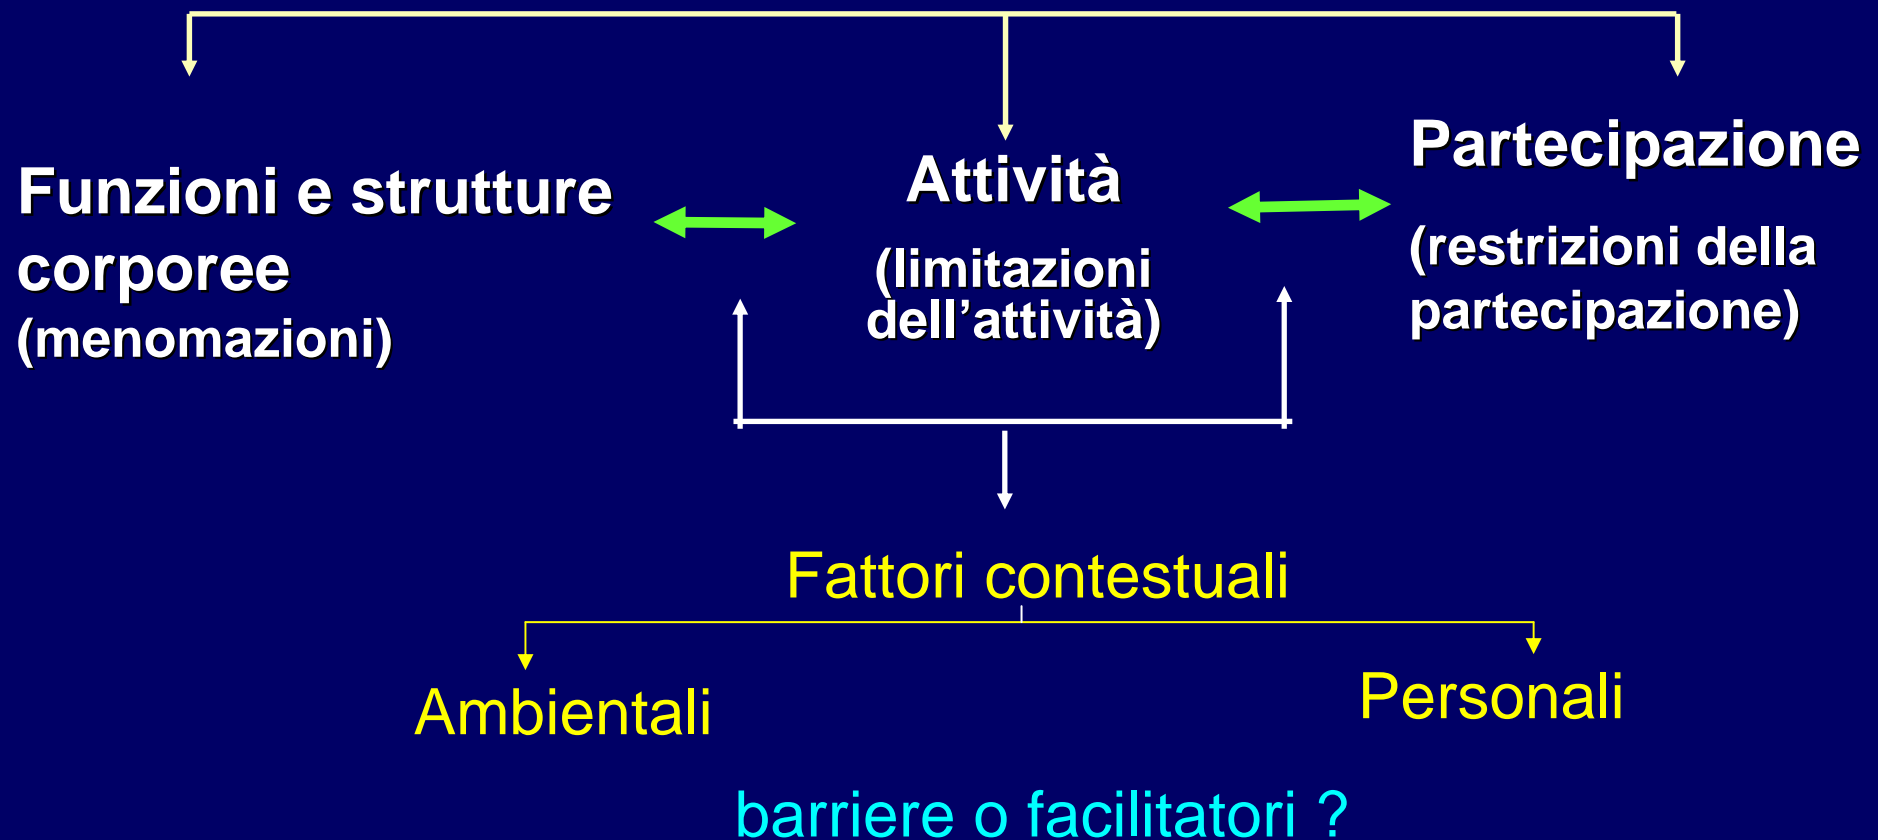 Funzioni e strutture
corporee
(menomazioni)
Attività
(limitazioni
dell’attività)
Partecipazione
(restrizioni della
partecipazione)
Fattori contestuali
Ambientali
Personali
barriere o facilitatori ?